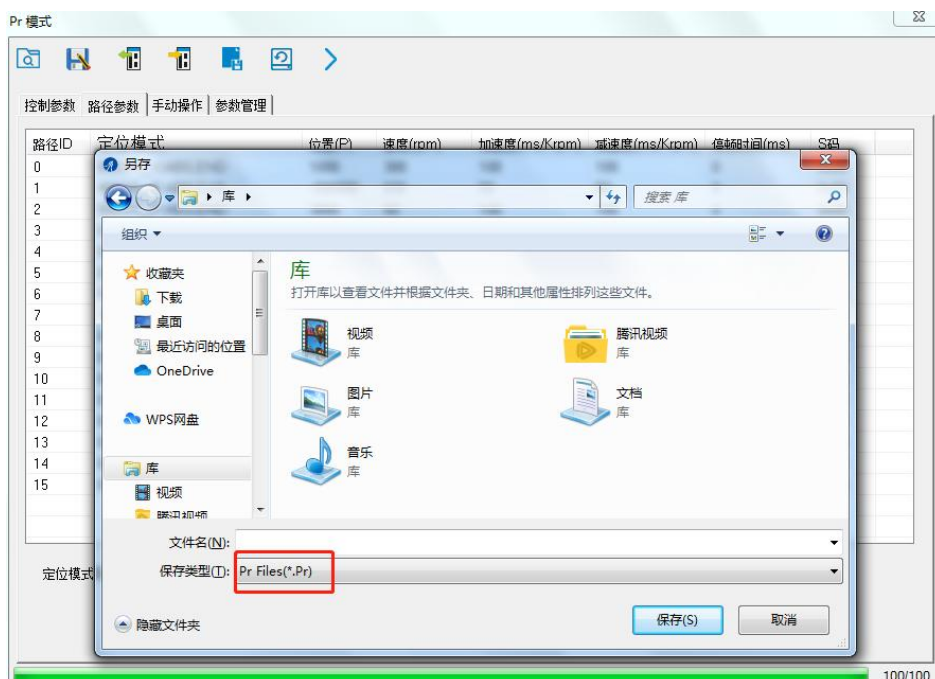 Pr 模式
控制参数 路径参数 手动操作 参数管理
路径ID 定位模式 位置(P) 速度(rpm) 加速度(ms/Krpm) 减速度(ms/Krpm) 停顿时间(ms) S码
0
1
2
3
4
5
6
7
8
9
10
11
12
13
14
15
另存
库
搜索 库
组织
收藏夹
下载
桌面
最近访问的位置
OneDrive
WPS网盘
库
视频
腾讯视频
库
打开库以查看文件并根据文件夹、日期和其他属性排列这些文件。
视频
库
腾讯视频
库
图片
库
文档
库
音乐
库
文件名(N):
保存类型(T): Pr Files(*.Pr)
定位模式
隐藏文件夹
保存(S) 取消
100/100